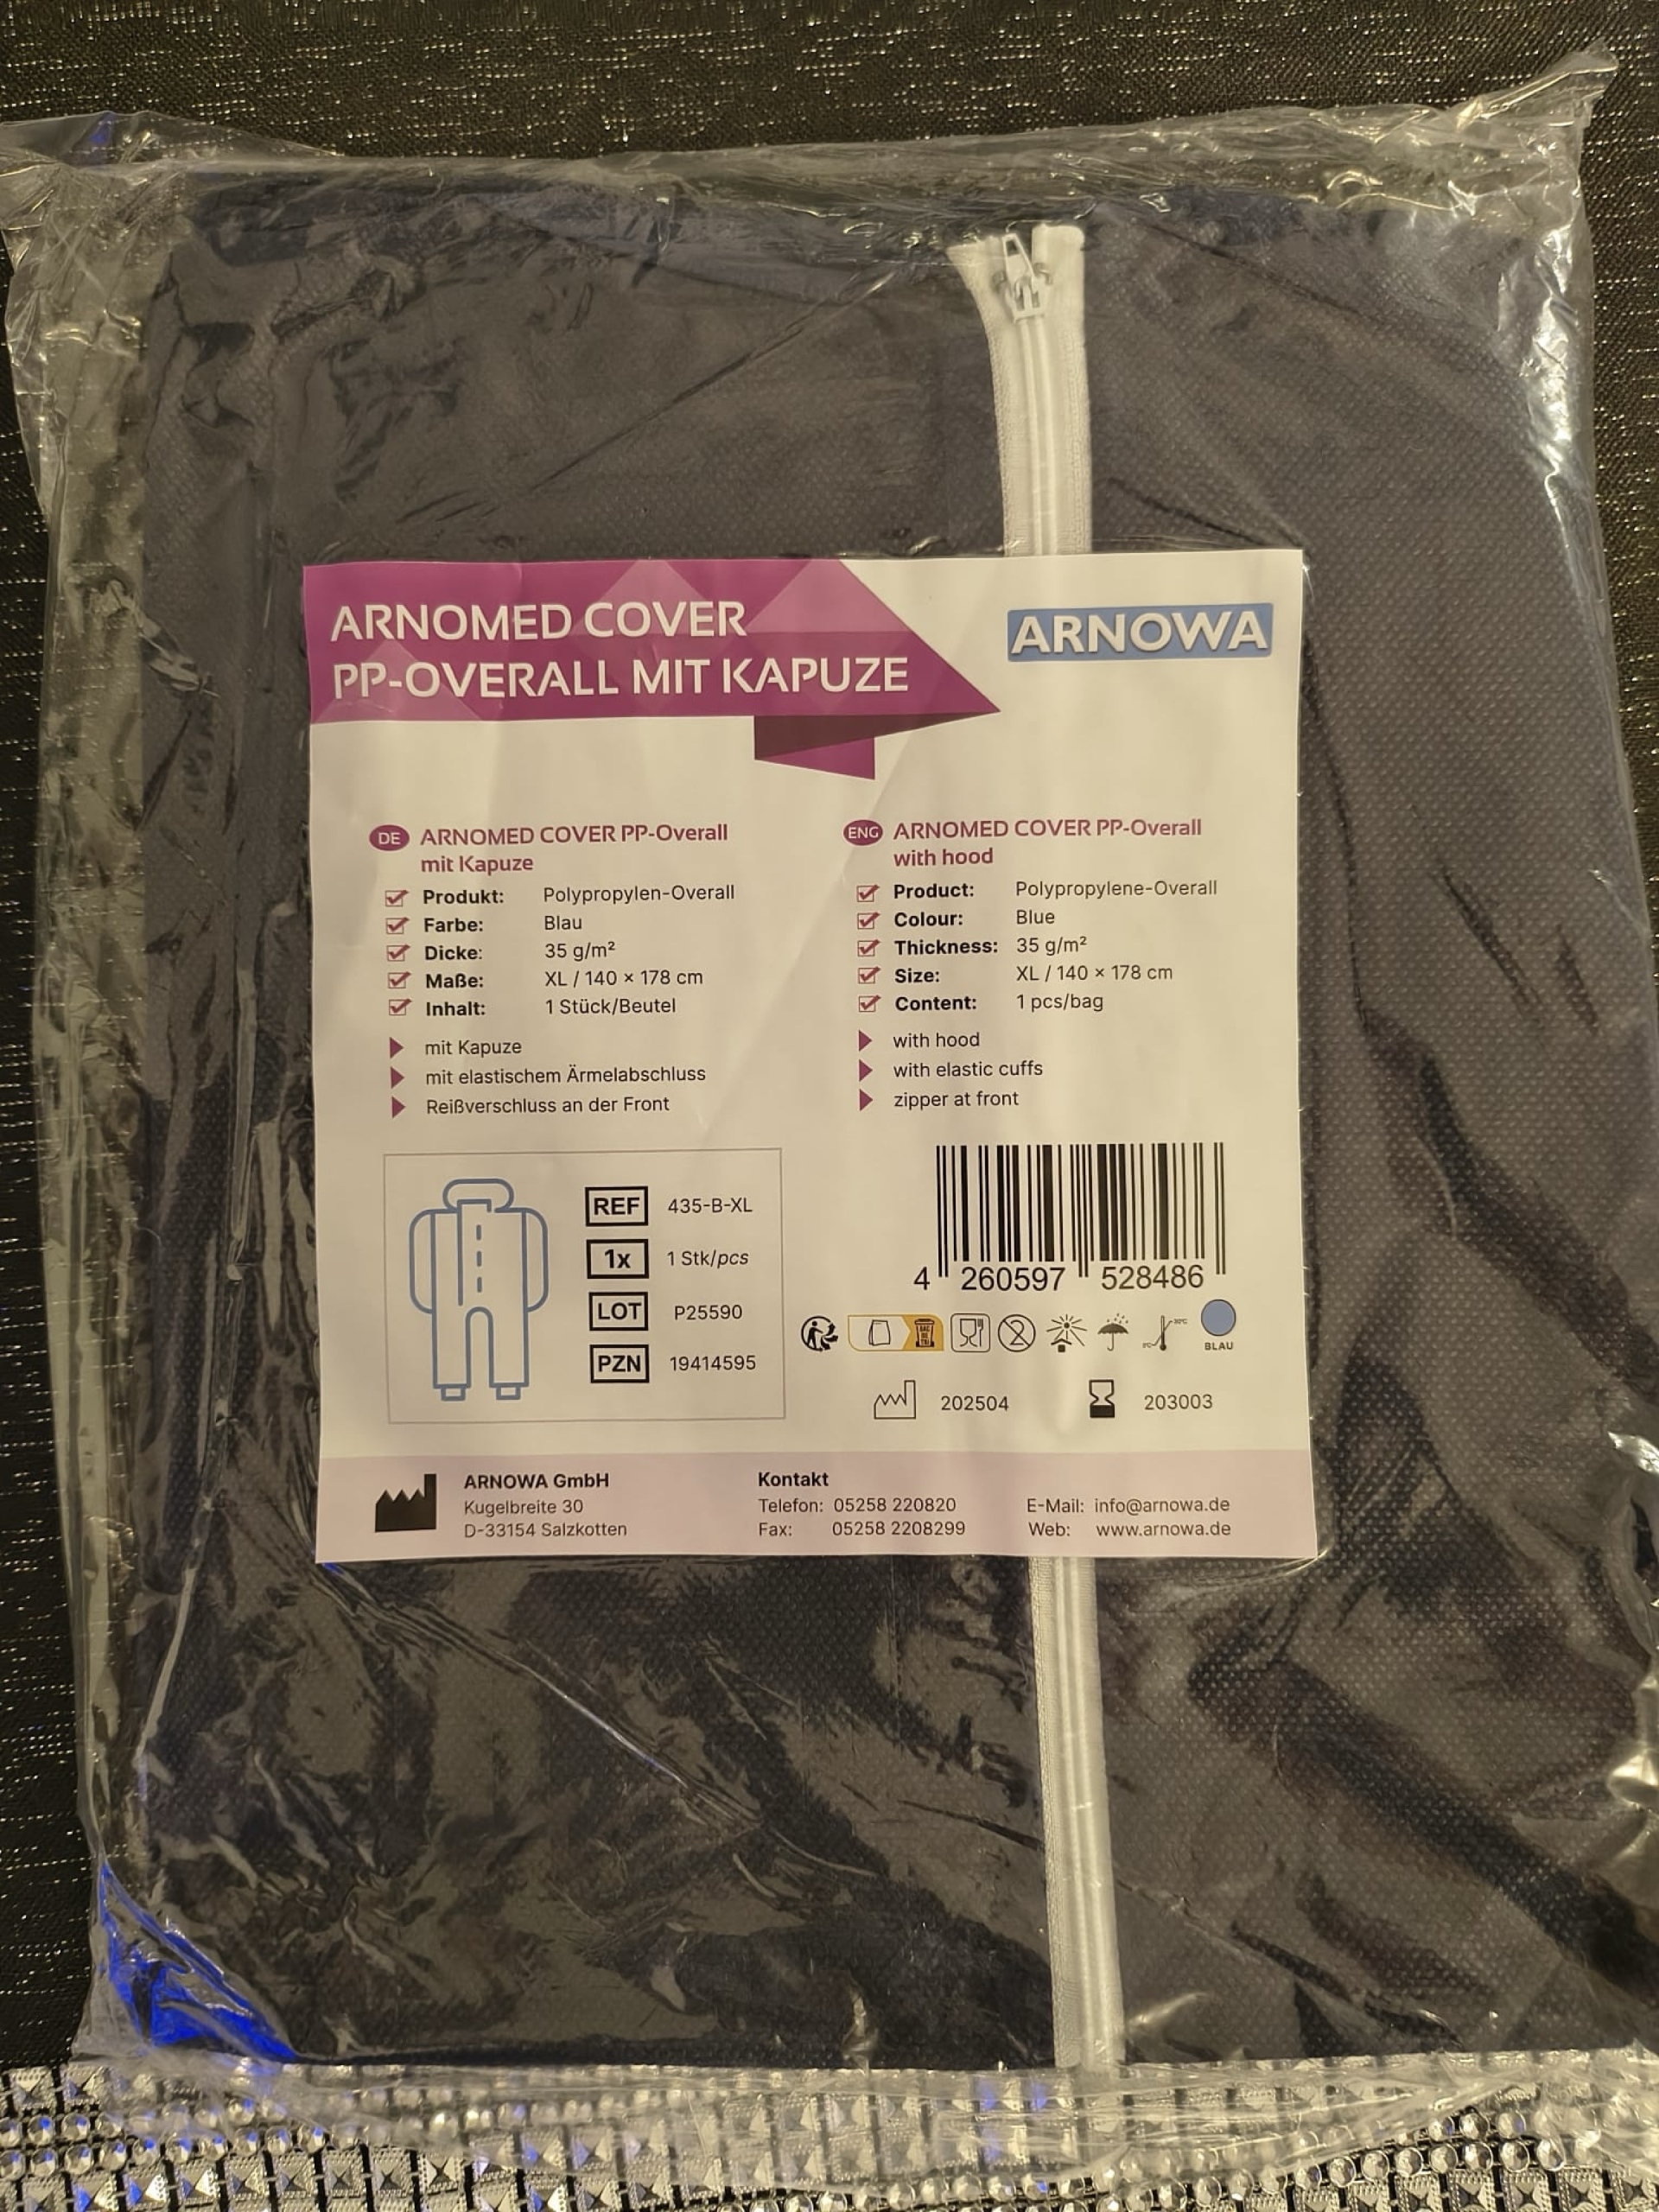 ARNOMED COVER
PP-OVERALL MIT KAPUZE
ARNOWA
DE ARNOMED COVER PP-Overall
mit Kapuze
Produkt: Polypropylen-Overall
Farbe: Blau
Dicke: 35 g/m²
Maße: XL / 140 × 178 cm
Inhalt: 1 Stück/Beutel
mit Kapuze
mit elastischem Ärmelabschluss
Reißverschluss an der Front
ENG ARNOMED COVER PP-Overall
with hood
Product: Polypropylene-Overall
Colour: Blue
Thickness: 35 g/m²
Size: XL / 140 × 178 cm
Content: 1 pcs/bag
with hood
with elastic cuffs
zipper at front
REF 435-B-XL
1x 1 Stk/pcs
LOT P25590
PZN 19414595
4 260597 528486
BAC
DE
TRI
2
BLAU
202504 203003
ARNOWA GmbH
Kugelbreite 30
D-33154 Salzkotten
Kontakt
Telefon: 05258 220820
Fax: 05258 2208299
E-Mail: info@arnowa.de
Web: www.arnowa.de